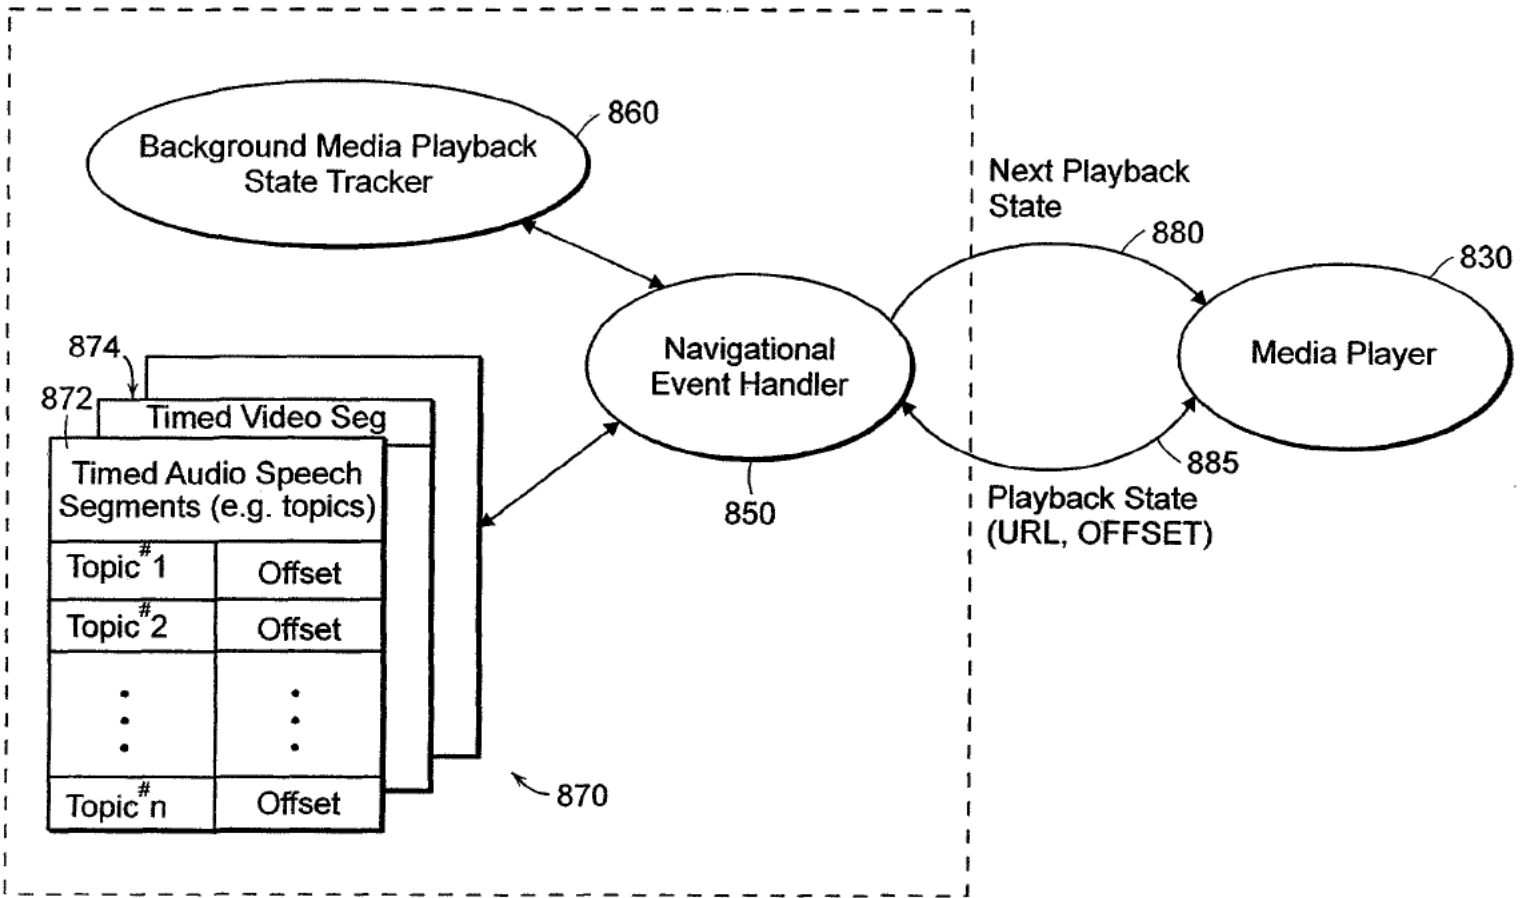 860
Background Media Playback
State Tracker
Next Playback
State
880
830
Navigational
Event Handler
Media Player
850
885
Playback State
(URL, OFFSET)
874
872
Timed Video Seg
Timed Audio Speech
Segments (e.g. topics)
Topic #1 Offset
Topic #2 Offset
Topic #n Offset
870